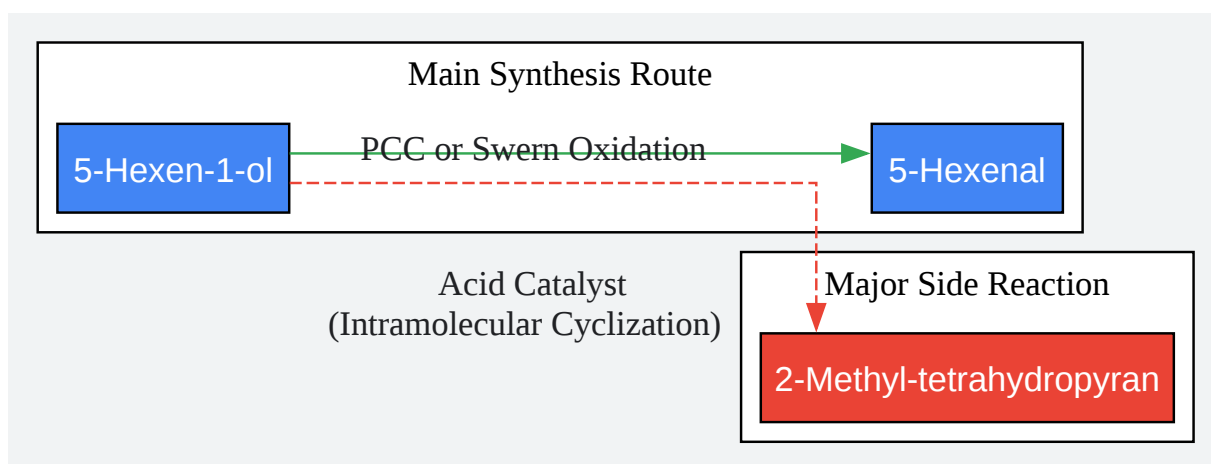 Main Synthesis Route
5-Hexen-1-ol
PCC or Swern Oxidation
5-Hexenal
Acid Catalyst
(Intramolecular Cyclization)
Major Side Reaction
2-Methyl-tetrahydropyran